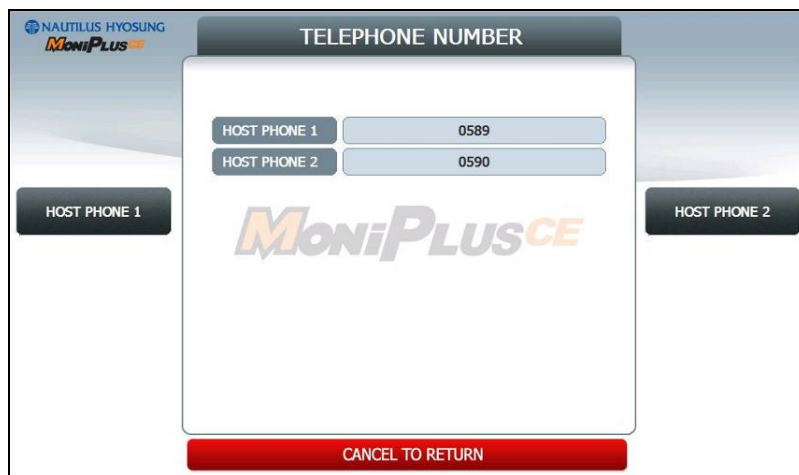 NAUTILUS HYOSUNG
MONiPLUSCE
TELEPHONE NUMBER
HOST PHONE 1 0589
HOST PHONE 2 0590
HOST PHONE 1
HOST PHONE 2
MONiPLUSCE
CANCEL TO RETURN